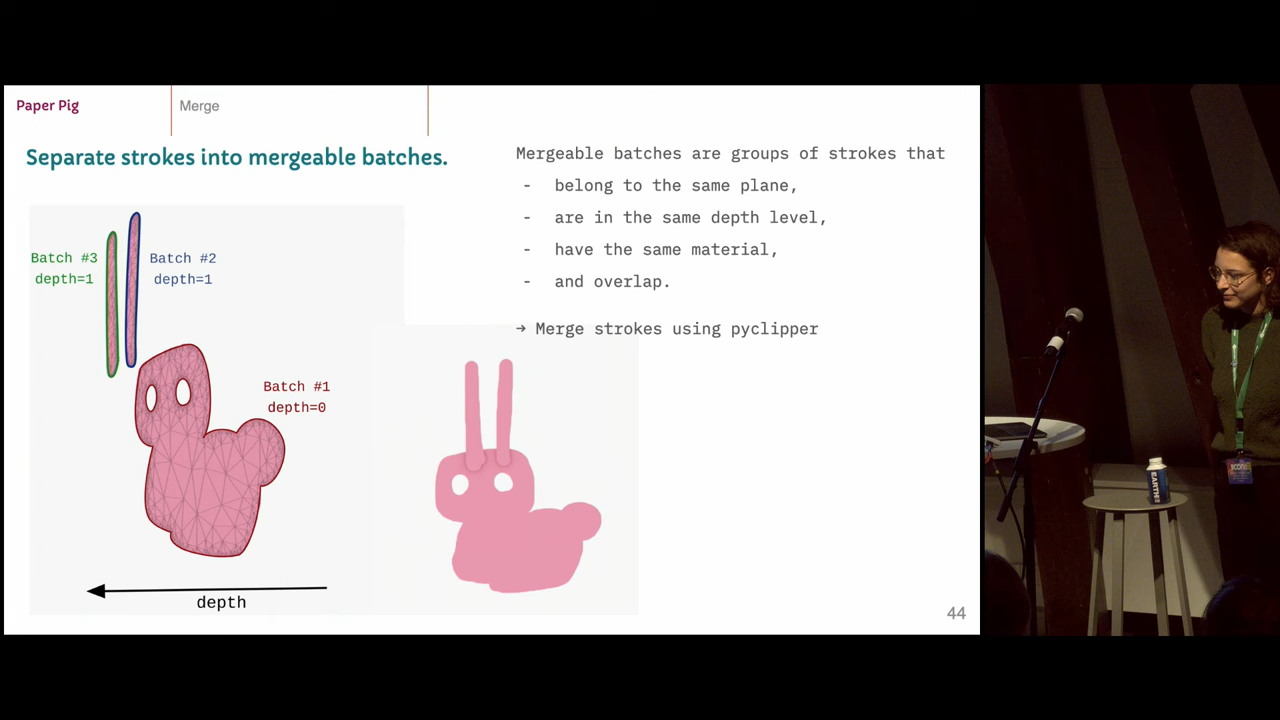 Paper Pig
Merge
Separate strokes into mergeable batches.
Mergeable batches are groups of strokes that
- belong to the same plane,
- are in the same depth level,
- have the same material,
- and overlap.
→ Merge strokes using pyclipper
Batch #3
depth=1
Batch #2
depth=1
Batch #1
depth=0
depth
44
EARTH